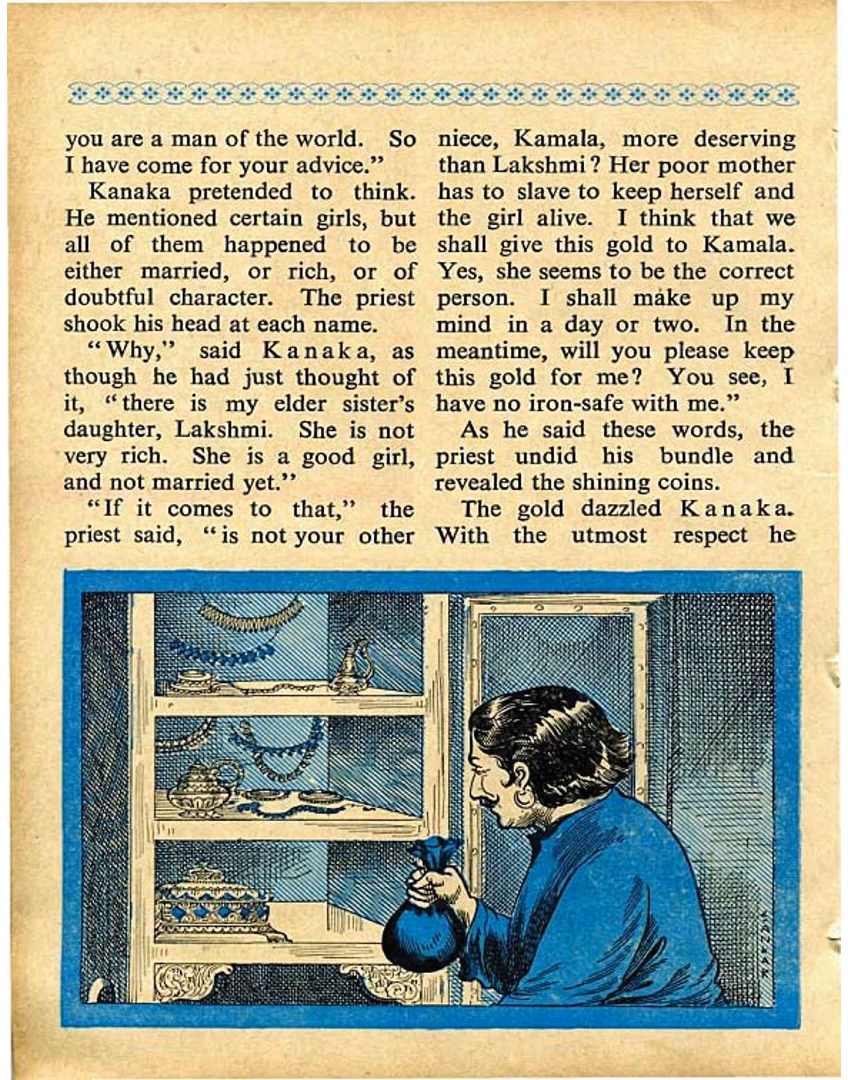 you are a man of the world. So
I have come for your advice.”
Kanaka pretended to think.
He mentioned certain girls, but
all of them happened to be
either married, or rich, or of
doubtful character. The priest
shook his head at each name.
“Why,” said Kanaka, as
though he had just thought of
it, “there is my elder sister’s
daughter, Lakshmi. She is not
very rich. She is a good girl,
and not married yet.”
“If it comes to that,” the
priest said, “is not your other
niece, Kamala, more deserving
than Lakshmi? Her poor mother
has to slave to keep herself and
the girl alive. I think that we
shall give this gold to Kamala.
Yes, she seems to be the correct
person. I shall make up my
mind in a day or two. In the
meantime, will you please keep
this gold for me? You see, I
have no iron-safe with me.”
As he said these words, the
priest undid his bundle and
revealed the shining coins.
The gold dazzled Kanaka.
With the utmost respect he